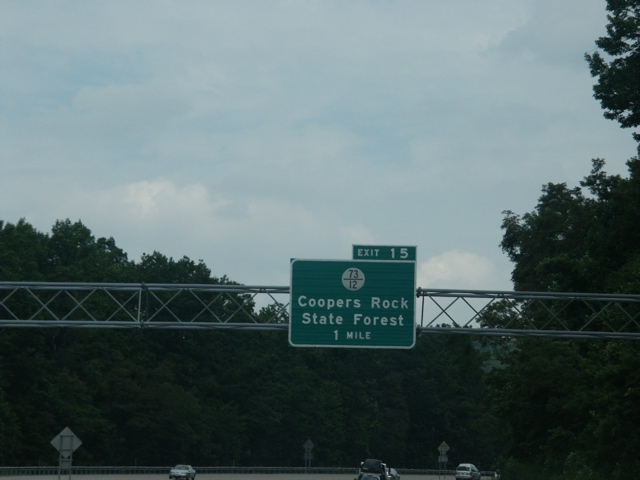 EXIT 15
73
12
Coopers Rock
State Forest
1 MILE